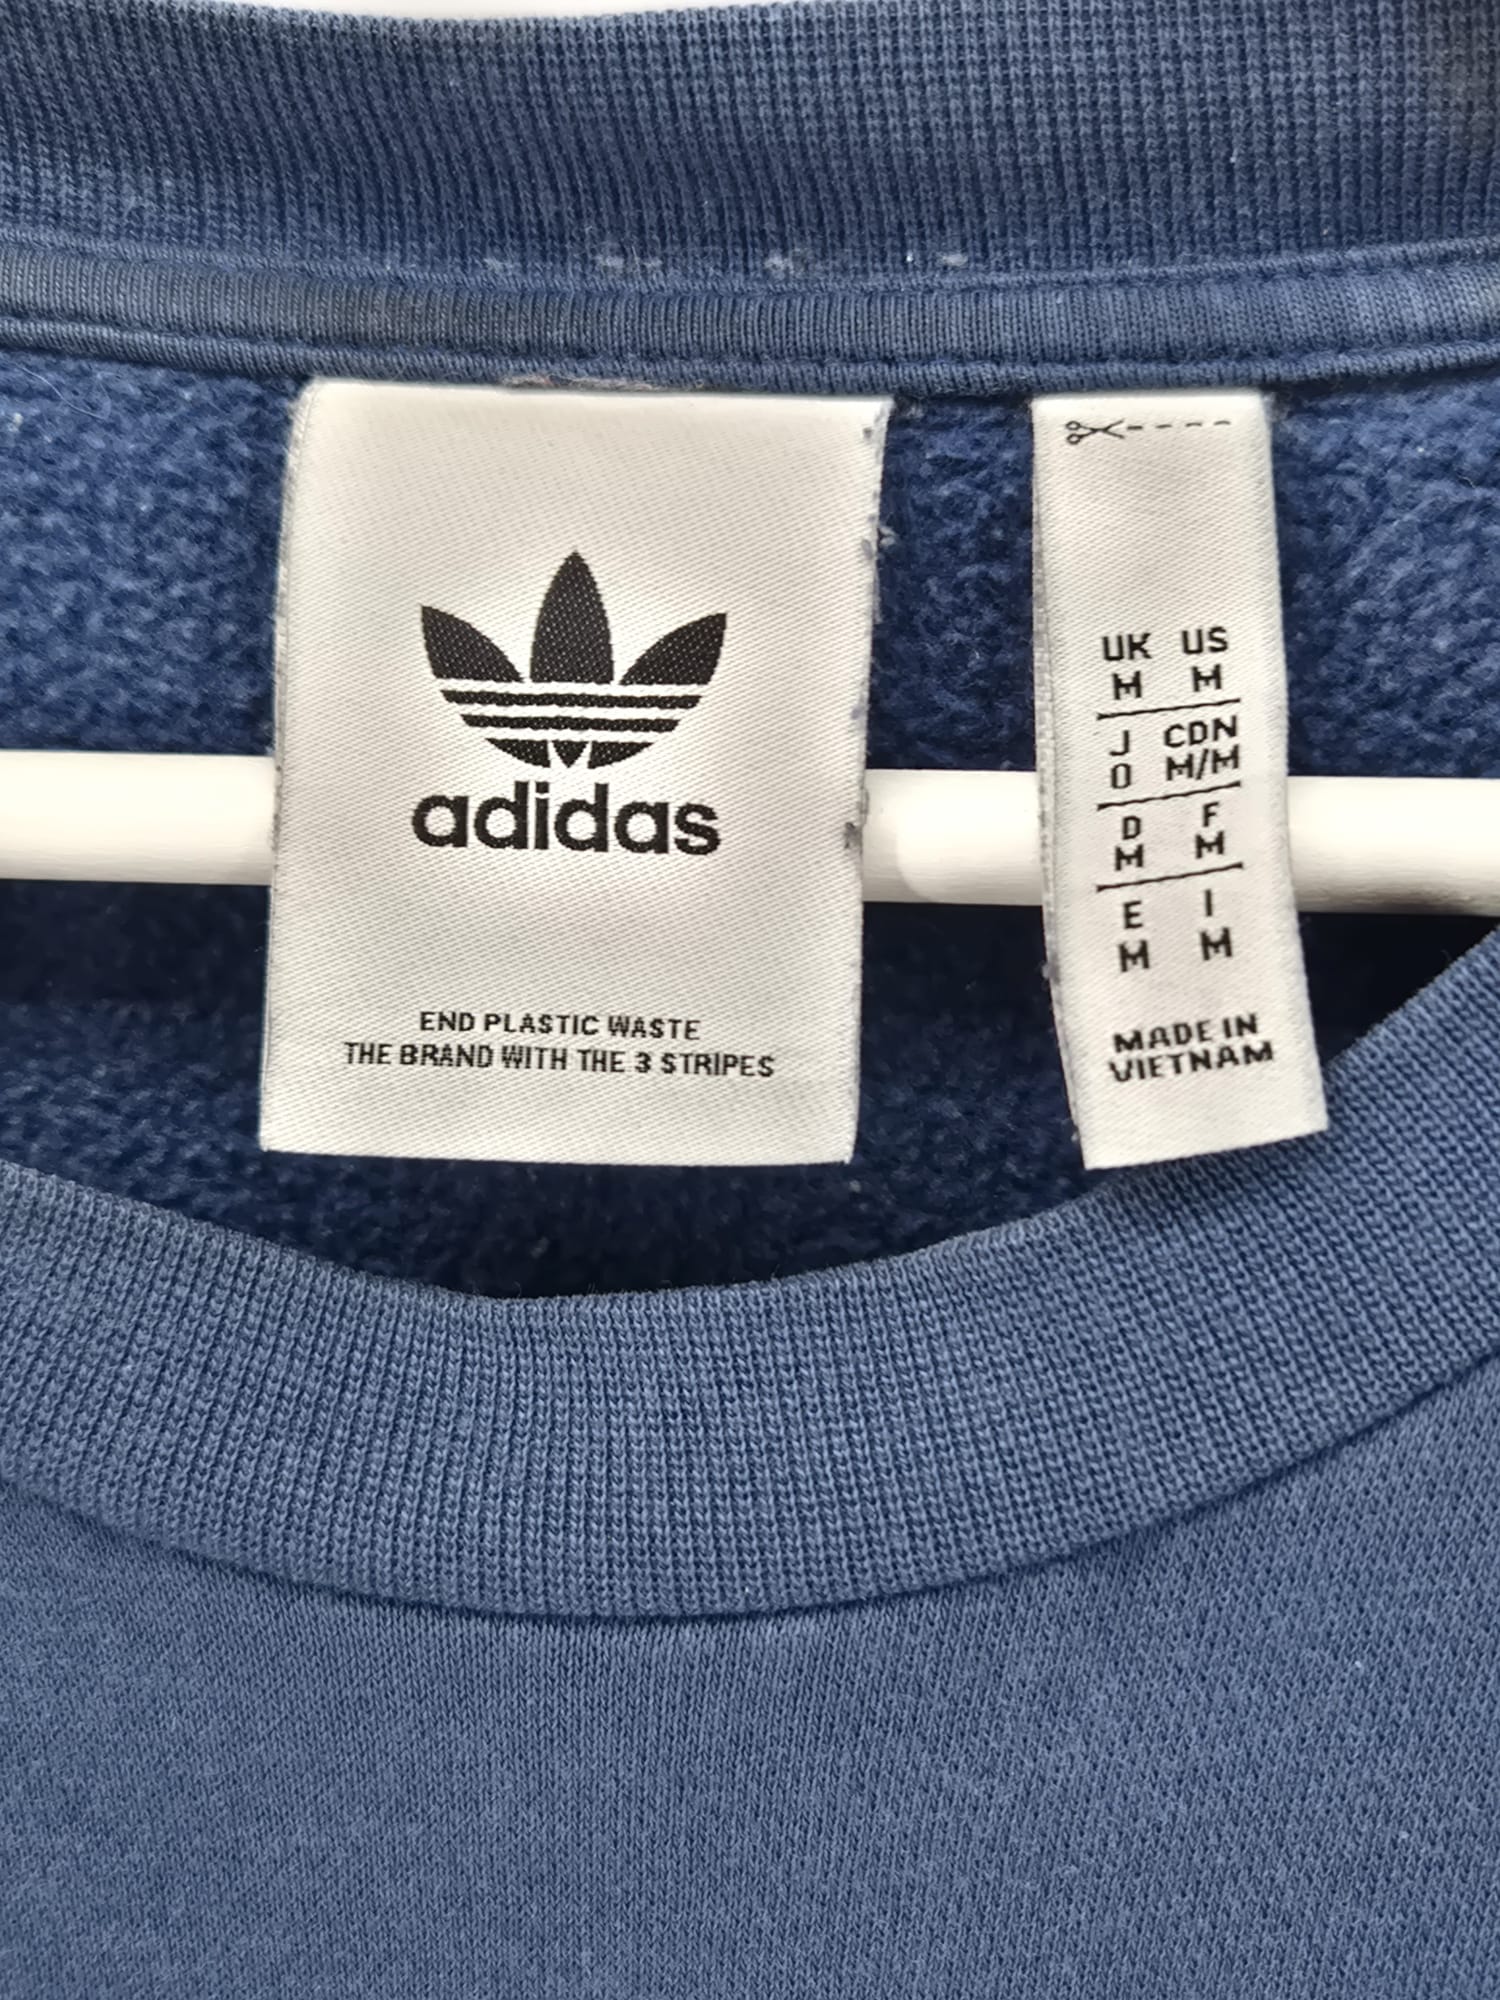 adidas
END PLASTIC WASTE
THE BRAND WITH THE 3 STRIPES
UK US
M M
J CDN
O M/M
D F
M M
E I
M M
MADE IN
VIETNAM